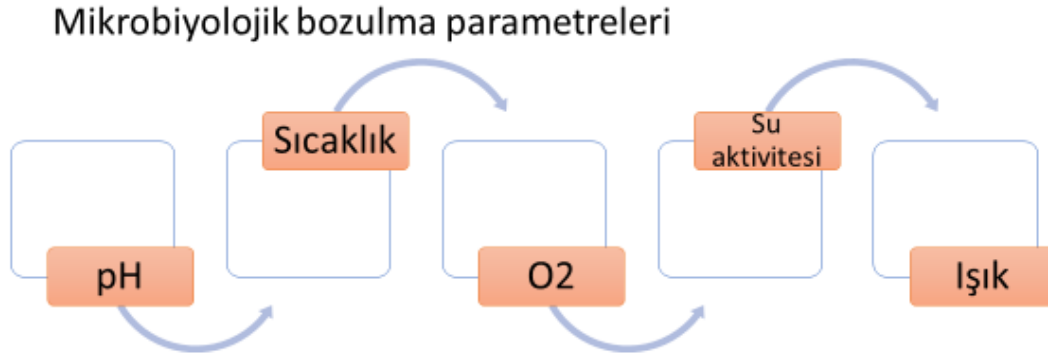 Mikrobiyolojik bozulma parametreleri
pH
Sıcaklık
O2
Su
aktivitesi
Işık